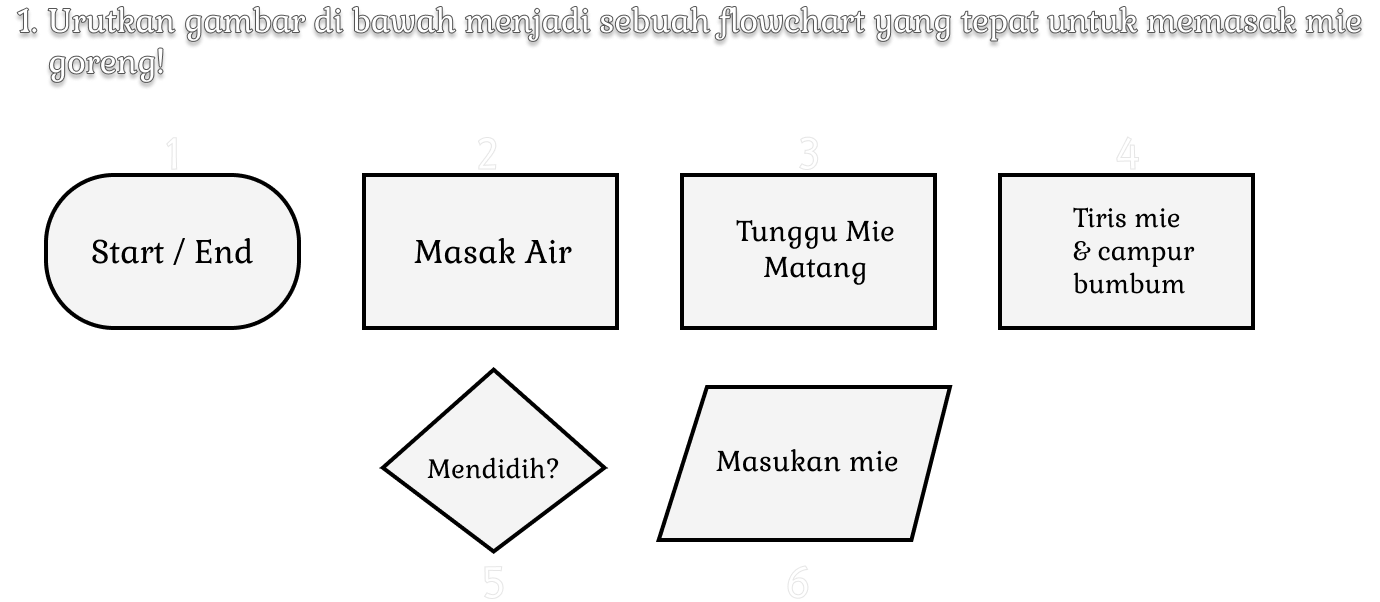 1. Urutkan gambar di bawah menjadi sebuah flowchart yang tepat untuk memasak mie
goreng!
1 2 3 4
Start / End
Masak Air
Tunggu Mie
Matang
Tiris mie
& campur
bumbum
Mendidih?
Masukan mie
5 6